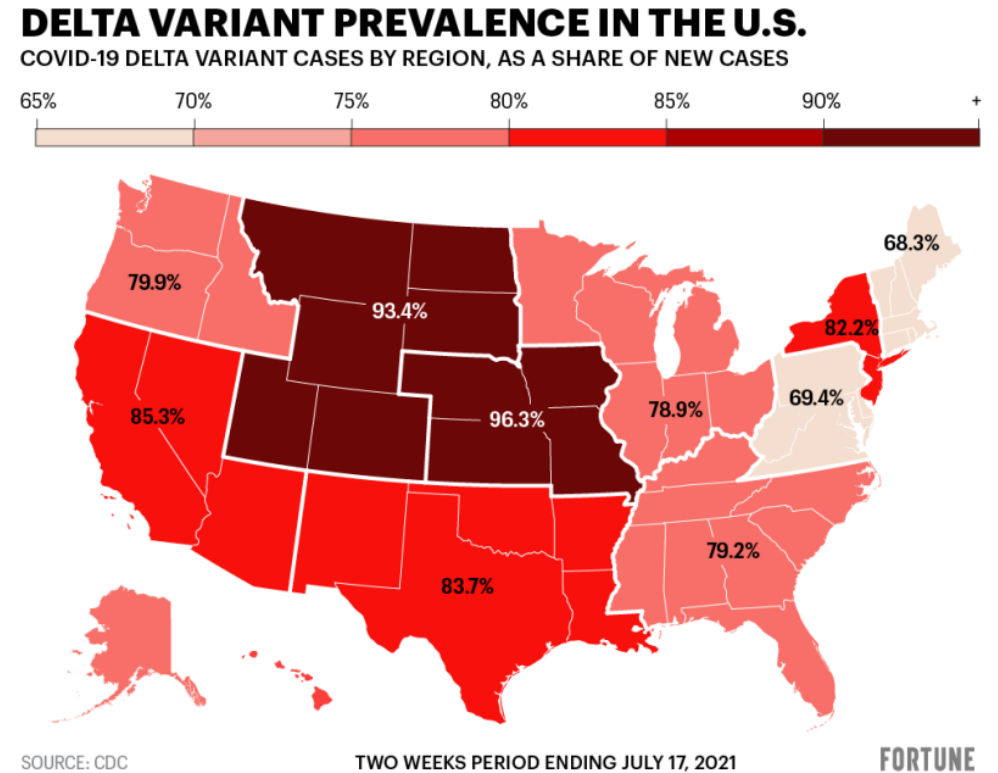 DELTA VARIANT PREVALENCE IN THE U.S.
COVID-19 DELTA VARIANT CASES BY REGION, AS A SHARE OF NEW CASES
65% 70% 75% 80% 85% 90% +
68.3%
79.9%
93.4%
82.2%
85.3%
96.3%
78.9%
69.4%
79.2%
83.7%
SOURCE: CDC
TWO WEEKS PERIOD ENDING JULY 17, 2021
FORTUNE